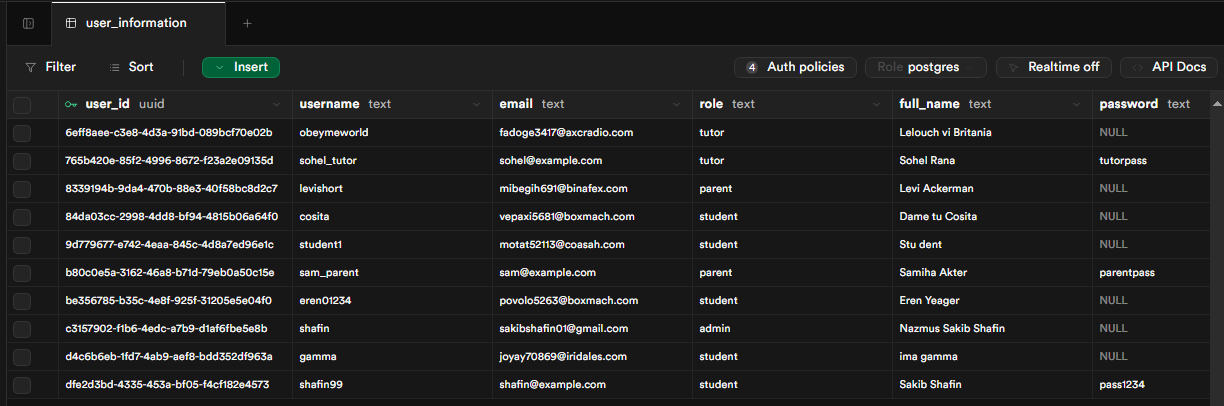 user_information +
Filter Sort Insert 4 Auth policies Role postgres Realtime off API Docs
user_id uuid username text email text role text full_name text password text
6eff8aee-c3e8-4d3a-91bd-089bcf70e02b obeymeworld fadoge3417@axcradio.com tutor Lelouch vi Britania NULL
765b420e-85f2-4996-8672-f23a2e09135d sohel_tutor sohel@example.com tutor Sohel Rana tutorpass
8339194b-9da4-470b-88e3-40f58bc8d2c7 levishort mibegih691@binafex.com parent Levi Ackerman NULL
84da03cc-2998-4dd8-bf94-4815b06a64f0 cosita vepaxi5681@boxmach.com student Dame tu Cosita NULL
9d779677-e742-4eaa-845c-4d8a7ed96e1c student1 motat52113@coasah.com student Stu dent NULL
b80c0e5a-3162-46a8-b71d-79eb0a50c15e sam_parent sam@example.com parent Samiha Akter parentpass
be356785-b35c-4e8f-925f-31205e5e04f0 eren01234 povolo5263@boxmach.com student Eren Yeager NULL
c3157902-f1b6-4edc-a7b9-d1af6fbe5e8b shafin sakibshafin01@gmail.com admin Nazmus Sakib Shafin NULL
d4c6b6eb-1fd7-4ab9-aef8-bdd352df963a gamma joyay70869@iridales.com student ima gamma NULL
dfe2d3bd-4335-453a-bf05-f4cf182e4573 shafin99 shafin@example.com student Sakib Shafin pass1234